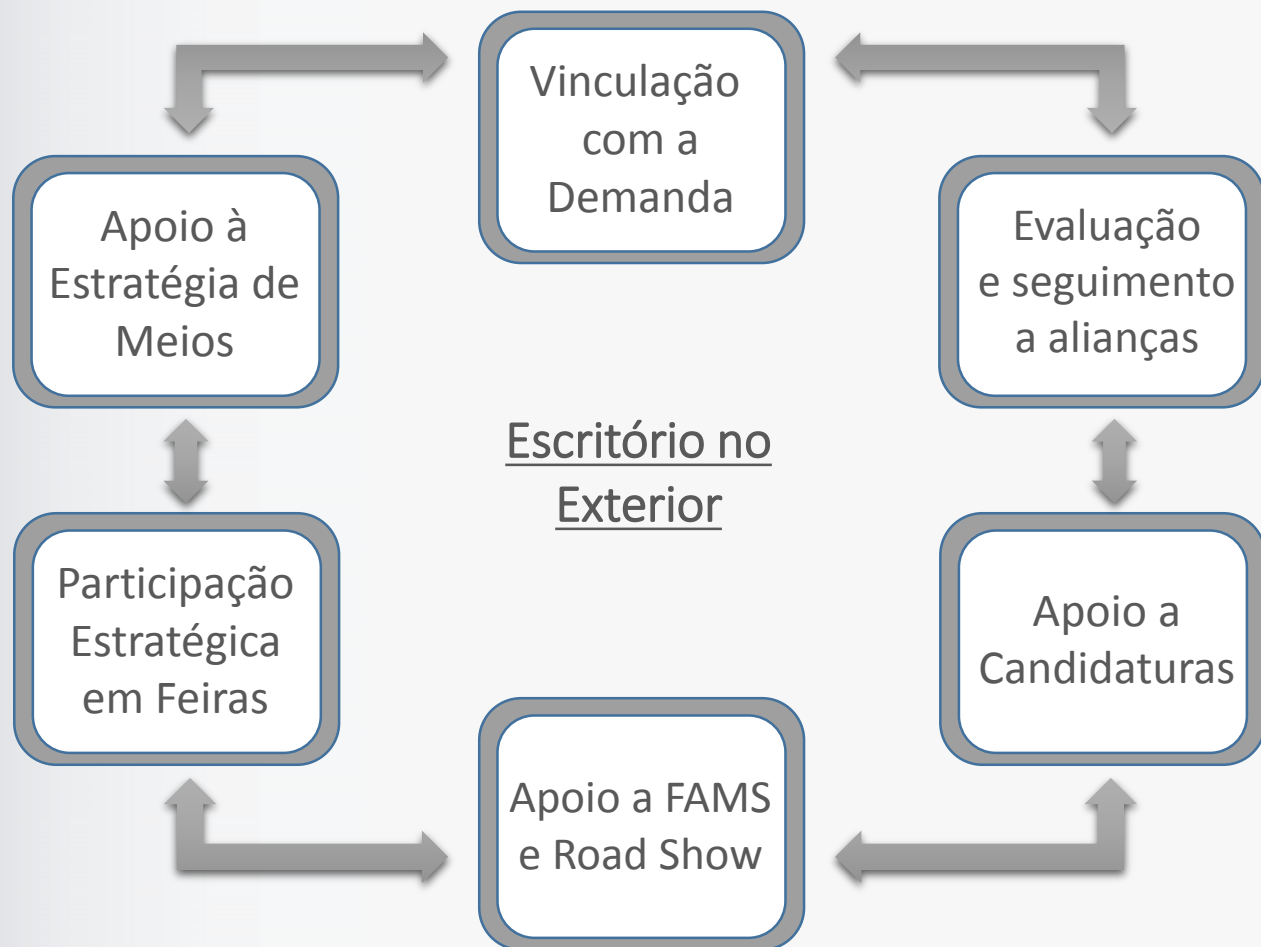 Vinculação
com a
Demanda
Apoio à
Estratégia de
Meios
Evaluação
e seguimento
a alianças
Escritório no
Exterior
Participação
Estratégica
em Feiras
Apoio a
Candidaturas
Apoio a FAMS
e Road Show